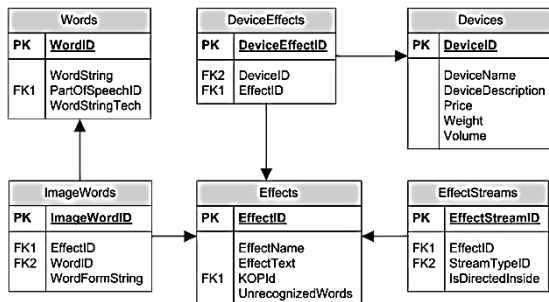 Words
PK WordID
WordString
FK1 PartOfSpeechID
WordStringTech
DeviceEffects
PK DeviceEffectID
FK2 DeviceID
FK1 EffectID
Devices
PK DeviceID
DeviceName
DeviceDescription
Price
Weight
Volume
ImageWords
PK ImageWordID
FK1 EffectID
FK2 WordID
WordFormString
Effects
PK EffectID
EffectName
EffectText
FK1 KOPId
UnrecognizedWords
EffectStreams
PK EffectStreamID
FK1 EffectID
FK2 StreamTypeID
IsDirectedInside